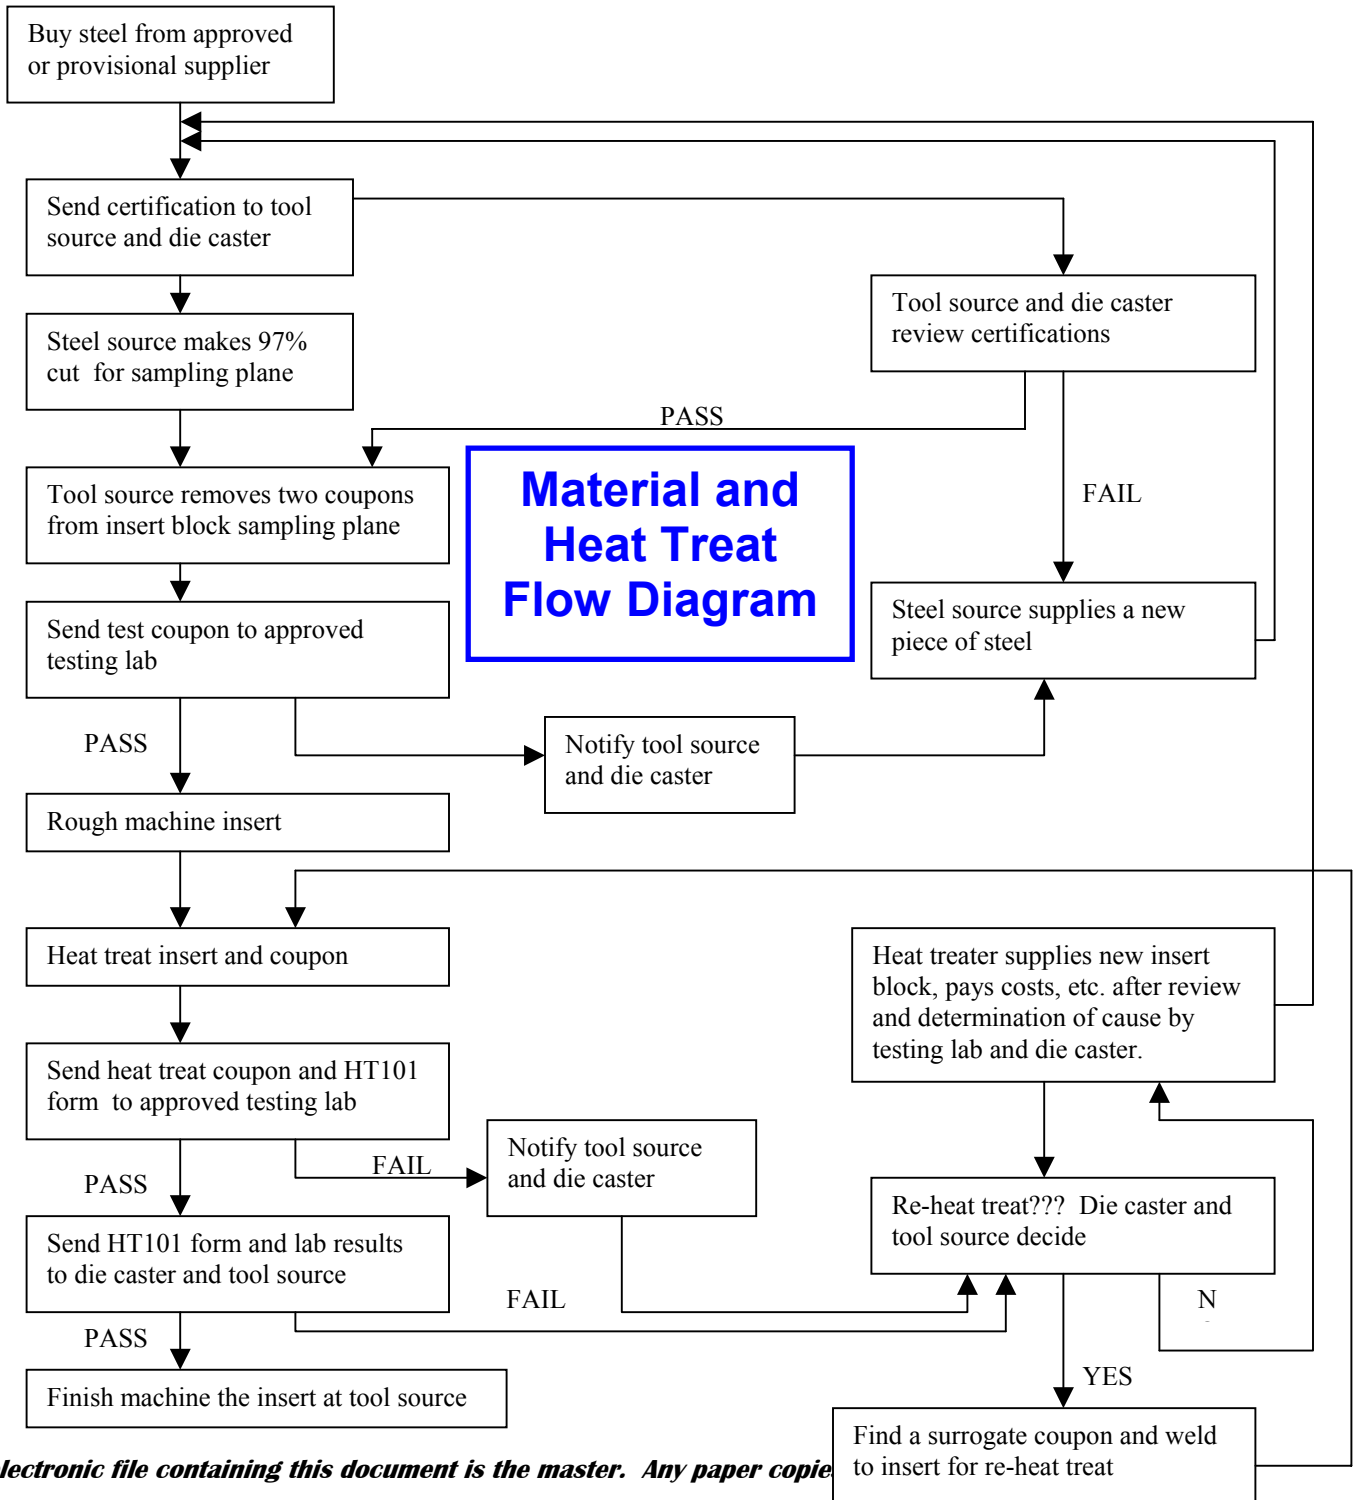 Buy steel from approved
or provisional supplier
Send certification to tool
source and die caster
Tool source and die caster
review certifications
Steel source makes 97%
cut for sampling plane
PASS
Tool source removes two coupons
from insert block sampling plane
Material and
Heat Treat
Flow Diagram
FAIL
Send test coupon to approved
testing lab
Steel source supplies a new
piece of steel
PASS
Notify tool source
and die caster
Rough machine insert
Heat treat insert and coupon
Heat treater supplies new insert
block, pays costs, etc. after review
and determination of cause by
testing lab and die caster.
Send heat treat coupon and HT101
form to approved testing lab
FAIL
Notify tool source
and die caster
PASS
Re-heat treat??? Die caster and
tool source decide
Send HT101 form and lab results
to die caster and tool source
FAIL
N
PASS
YES
Finish machine the insert at tool source
Find a surrogate coupon and weld
to insert for re-heat treat
containing this document is the master. Any paper